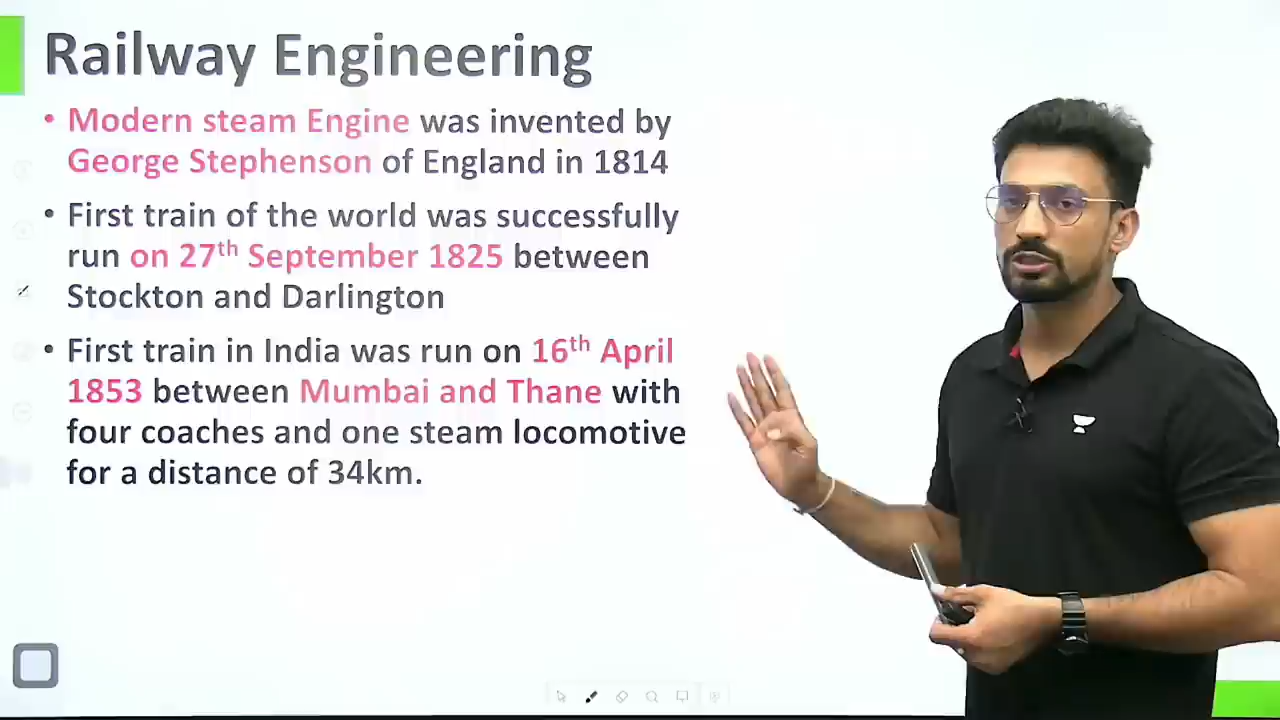 Railway Engineering
• Modern steam Engine was invented by
George Stephenson of England in 1814
• First train of the world was successfully
run on 27th September 1825 between
Stockton and Darlington
• First train in India was run on 16th April
1853 between Mumbai and Thane with
four coaches and one steam locomotive
for a distance of 34km.